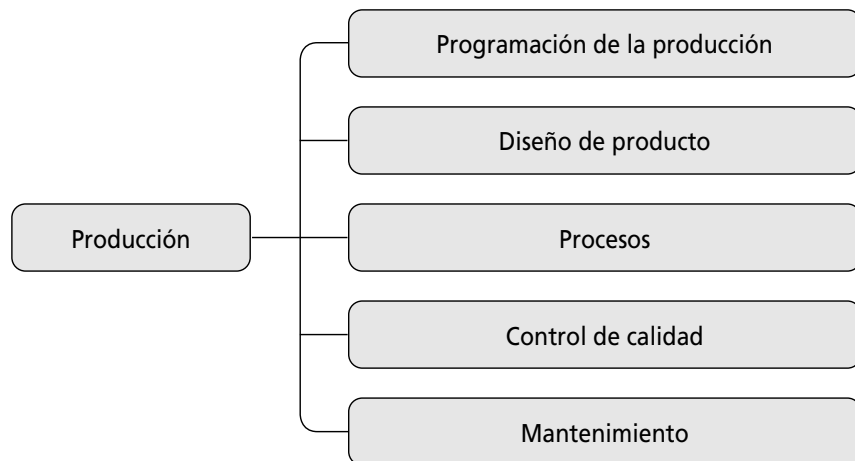 Programación de la producción
Diseño de producto
Producción
Procesos
Control de calidad
Mantenimiento